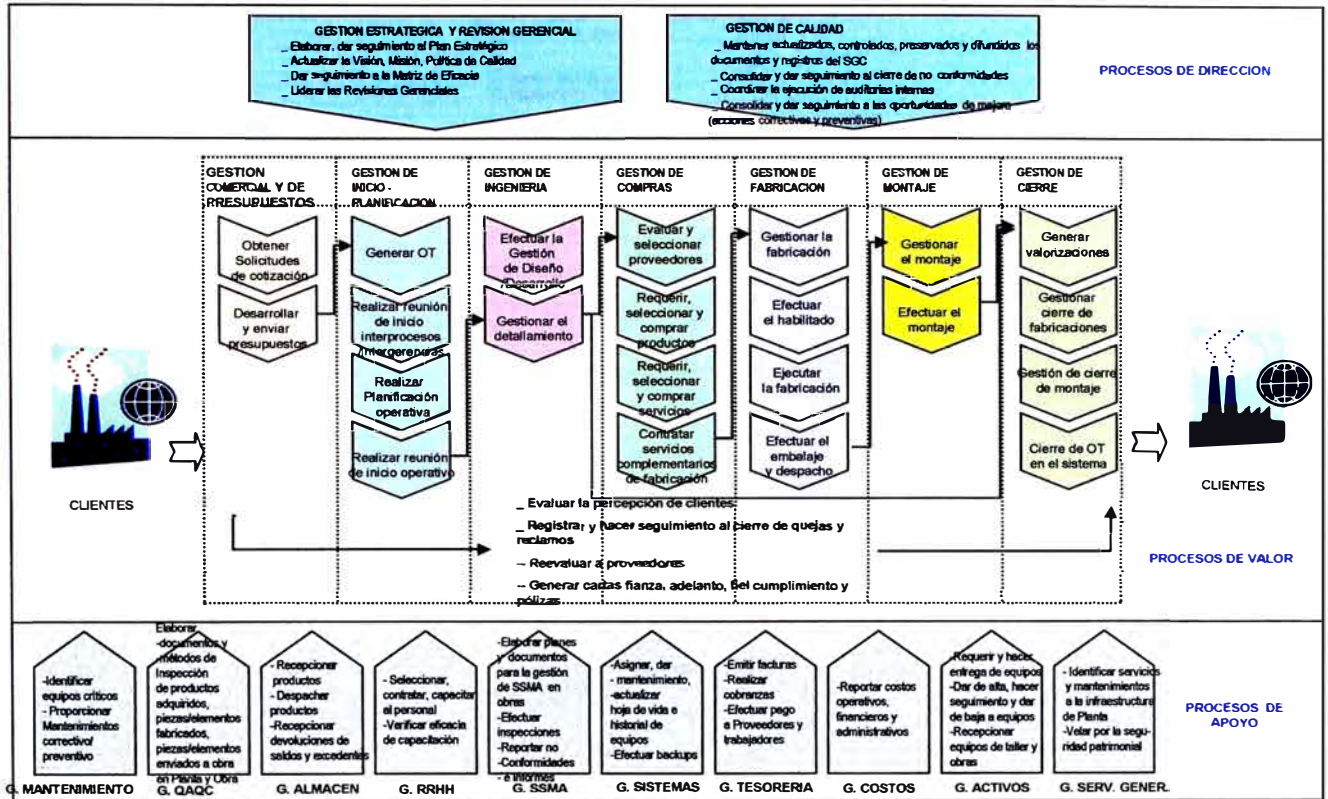 GESTION ESTRATEGICA Y REVISION GERENCIAL
_ Elaborar, dar seguimiento al Plan Estratégico
_ Actualizar la Visión, Misión, Política de Calidad
_ Dar seguimiento a la Matriz de Eficacia
_ Liderar las Revisiones Gerenciales
GESTION DE CALIDAD
_ Mantener actualizados, controlados, preservados y difundidos los
documentos y registros del SGC
_ Consolidar y dar seguimiento al cierre de no conformidades
_ Coordinar la ejecución de auditorias internas
_ Consolidar y dar seguimiento a las oportunidades de mejora
(acciones correctivas y preventivas)
PROCESOS DE DIRECCION
GESTION
COMERCIAL Y DE
PRESUPUESTOS
Obtener
Solicitudes
de cotización
Desarrollar
y enviar
presupuestos
GESTION DE
INICIO -
PLANIFICACION
Generar OT
Realizar reunión
de inicio
interprocesos
/intergerencias
Realizar
Planificación
operativa
Realizar reunión
de inicio operativo
GESTION DE
INGENIERIA
Efectuar la
Gestión
de Diseño
/Desarrollo
Gestionar el
detallamiento
GESTION DE
COMPRAS
Evaluar y
seleccionar
proveedores
Requerir,
seleccionar y
comprar
productos
Requerir,
seleccionar
y comprar
servicios
Contratar
servicios
complementarios
de fabricación
GESTION DE
FABRICACION
Gestionar la
fabricación
Efectuar
el habilitado
Ejecutar
la fabricación
Efectuar el
embalaje
y despacho
GESTION DE
MONTAJE
Gestionar
el montaje
Efectuar el
montaje
GESTION DE
CIERRE
Generar
valorizaciones
Gestionar
cierre de
fabricaciones
Gestión de cierre
de montaje
Cierre de OT
en el sistema
CLIENTES
CLIENTES
_ Evaluar la percepción de clientes
_ Registrar y hacer seguimiento al cierre de quejas y
reclamos
-- Reevaluar a proveedores
-- Generar cartas fianza, adelanto, fiel cumplimiento y
pólizas
PROCESOS DE VALOR
-Identificar
equipos críticos
- Proporcionar
Mantenimientos
correctivo/
preventivo
G. MANTENIMIENTO
Elaborar
-documentos y
-métodos de
Inspección
de productos
adquiridos,
piezas/elementos
fabricados,
piezas/elementos
enviados a obra
en Planta y Obra
G. QAQC
- Recepcionar
productos
- Despachar
productos
-Recepcionar
devoluciones de
saldos y excedentes
G. ALMACEN
- Seleccionar,
contratar, capacitar
al personal
-Verificar eficacia
de capacitación
G. RRHH
-Elaborar planes
y documentos
para la gestión
de SSMA en
obras
-Efectuar
inspecciones
-Reportar no
-Conformidades
- e informes
G. SSMA
-Asignar, dar
- mantenimiento,
-actualizar
hoja de vida e
historial de
equipos
-Efectuar backups
G. SISTEMAS
-Emitir facturas
-Realizar
cobranzas
-Efectuar pago
a Proveedores y
trabajadores
G. TESORERIA
-Reportar costos
operativos,
financieros y
administrativos
G. COSTOS
-Requerir y hacer
entrega de equipos
-Dar de alta, hacer
seguimiento y dar
de baja a equipos
-Recepcionar
equipos de taller y
obras
G. ACTIVOS
- Identificar servicios
y mantenimientos
a la infraestructura
de Planta
-Velar por la segu-
ridad patrimonial
G. SERV. GENER.
PROCESOS DE
APOYO